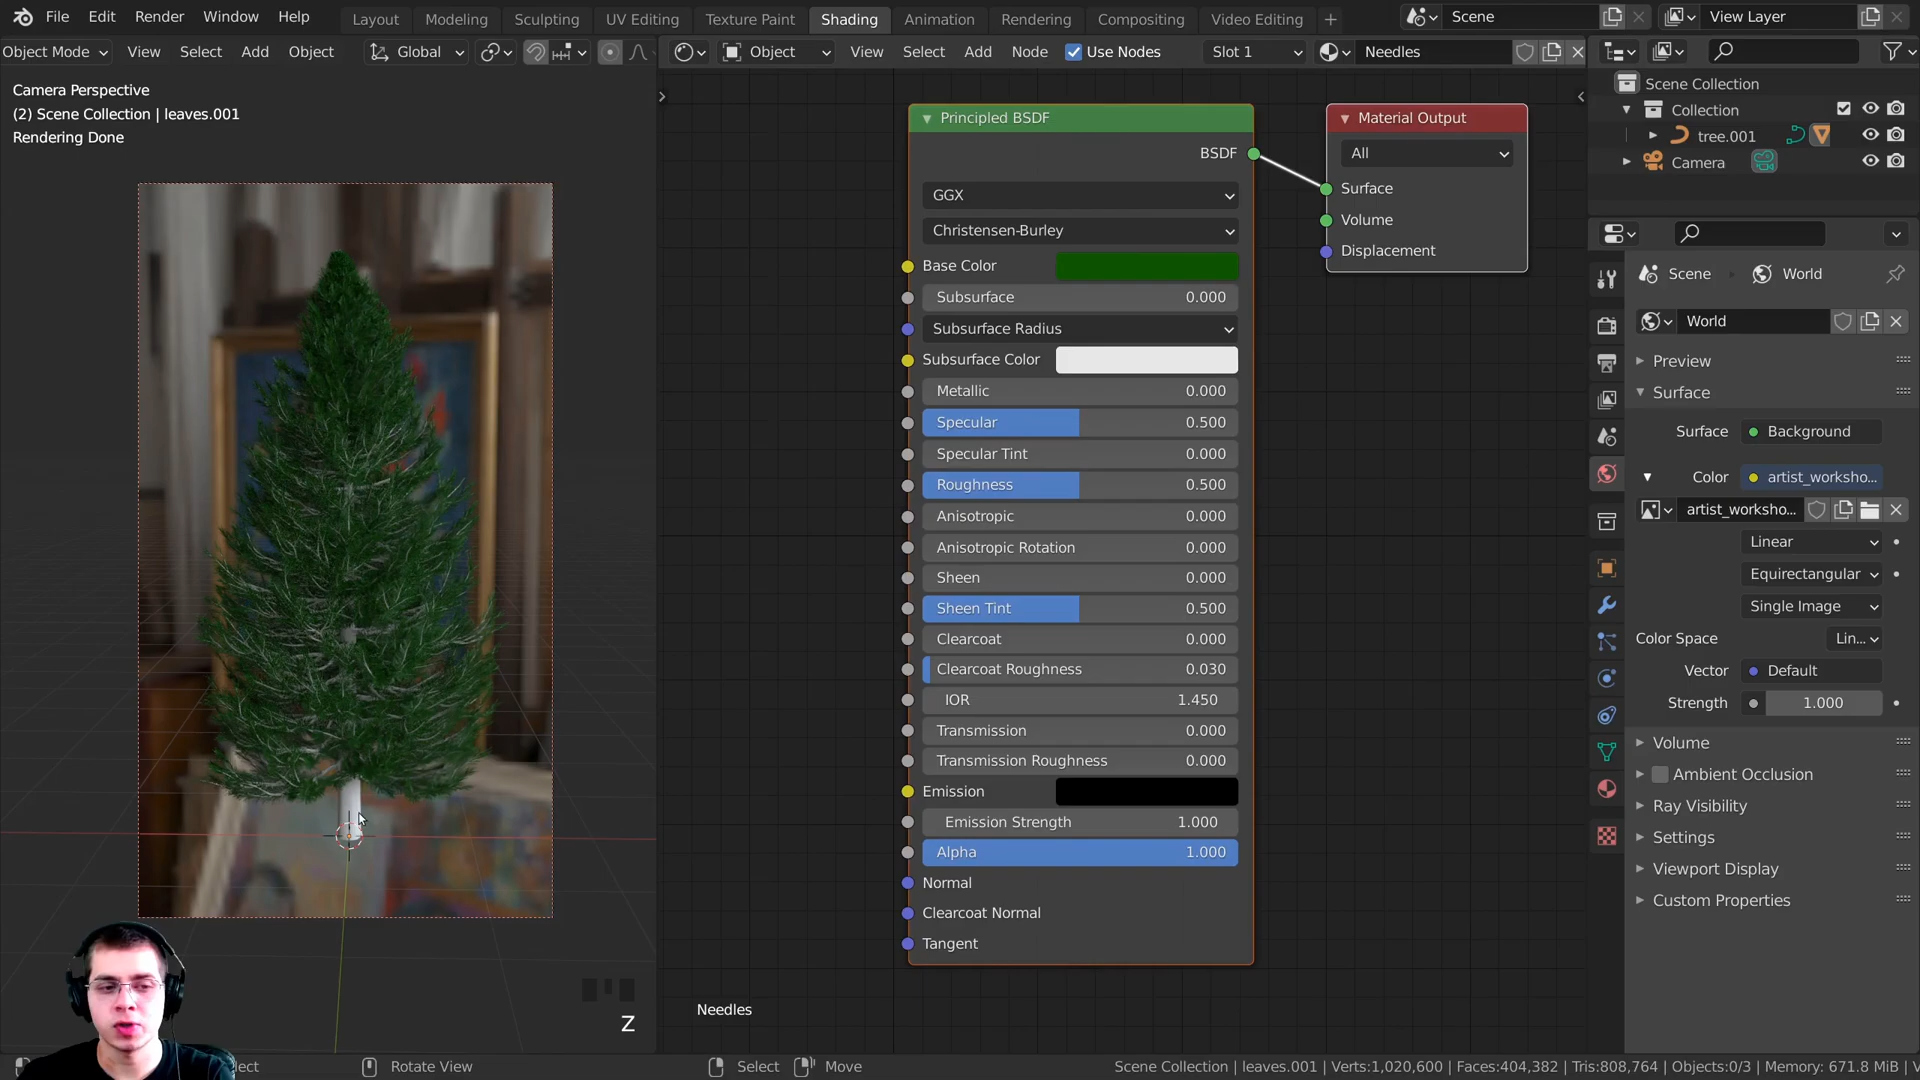 File Edit Render Window Help
Layout Modeling Sculpting UV Editing Texture Paint Shading Animation Rendering Compositing Video Editing +
Scene
View Layer
Object Mode View Select Add Object Global
Object View Select Add Node Use Nodes Slot 1 Needles
Camera Perspective
(2) Scene Collection | leaves.001
Rendering Done
Principled BSDF
BSDF
GGX
Christensen-Burley
Base Color
Subsurface 0.000
Subsurface Radius
Subsurface Color
Metallic 0.000
Specular 0.500
Specular Tint 0.000
Roughness 0.500
Anisotropic 0.000
Anisotropic Rotation 0.000
Sheen 0.000
Sheen Tint 0.500
Clearcoat 0.000
Clearcoat Roughness 0.030
IOR 1.450
Transmission 0.000
Transmission Roughness 0.000
Emission
Emission Strength 1.000
Alpha 1.000
Normal
Clearcoat Normal
Tangent
Material Output
All
Surface
Volume
Displacement
Needles
Z
Scene Collection
Collection
tree.001
Camera
Scene World
World
Preview
Surface
Surface Background
Color artist_worksho...
artist_worksho...
Linear
Equirectangular
Single Image
Color Space Lin...
Vector Default
Strength 1.000
Volume
Ambient Occlusion
Ray Visibility
Settings
Viewport Display
Custom Properties
lect Rotate View Select Move
Scene Collection | leaves.001 | Verts:1,020,600 | Faces:404,382 | Tris:808,764 | Objects:0/3 | Memory: 671.8 MiB | V